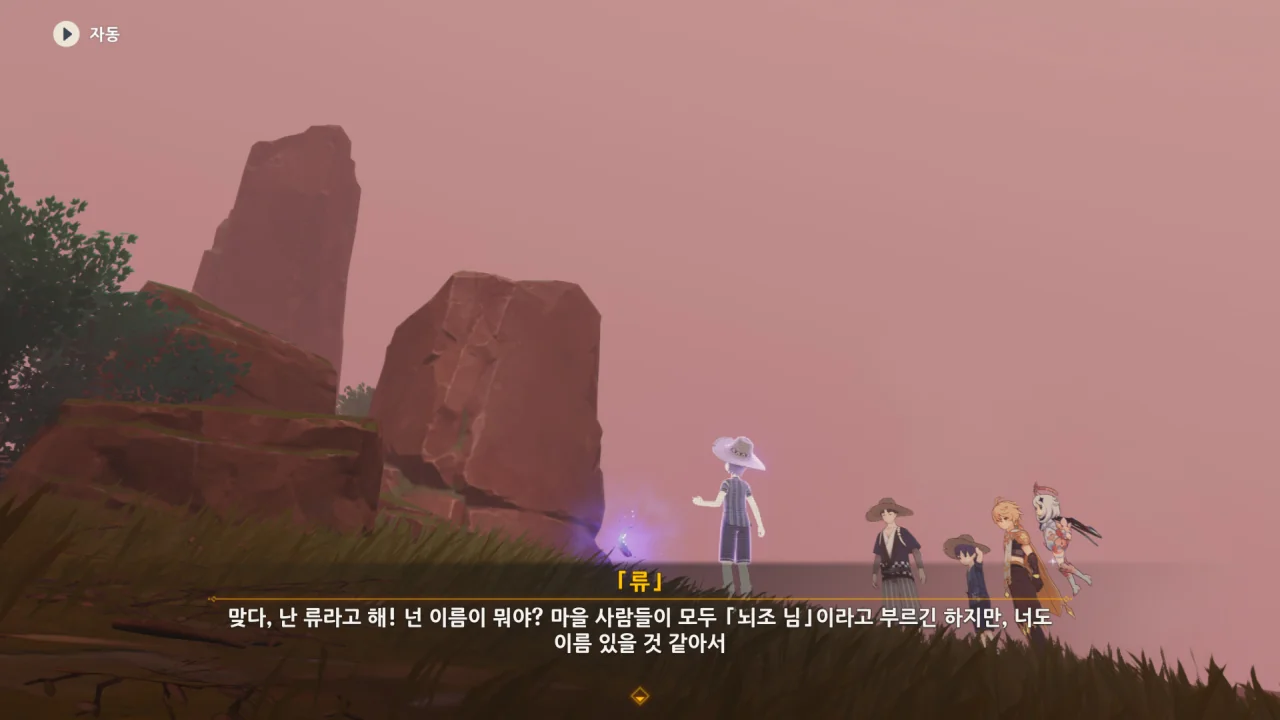 자동
「류」
맞다, 난 류라고 해! 넌 이름이 뭐야? 마을 사람들이 모두 「뇌조 님」이라고 부르긴 하지만, 너도
이름 있을 것 같아서